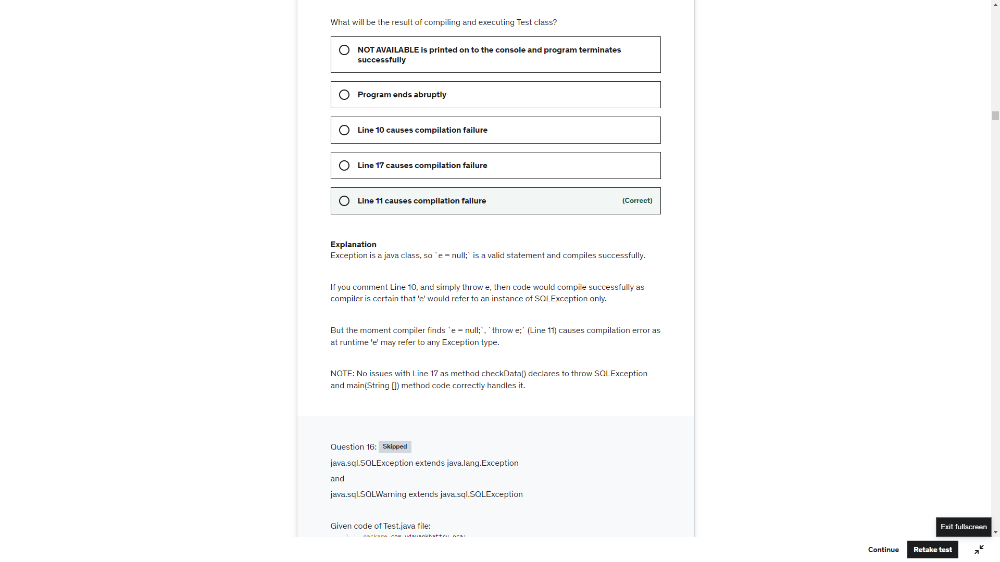 What will be the result of compiling and executing Test class?
NOT AVAILABLE is printed on to the console and program terminates
successfully
Program ends abruptly
Line 10 causes compilation failure
Line 17 causes compilation failure
Line 11 causes compilation failure (Correct)
Explanation
Exception is a java class, so `e = null;` is a valid statement and compiles successfully.
If you comment Line 10, and simply throw e, then code would compile successfully as
compiler is certain that 'e' would refer to an instance of SQLException only.
But the moment compiler finds `e = null;`, `throw e;` (Line 11) causes compilation error as
at runtime 'e' may refer to any Exception type.
NOTE: No issues with Line 17 as method checkData() declares to throw SQLException
and main(String []) method code correctly handles it.
Question 16: Skipped
java.sql.SQLException extends java.lang.Exception
and
java.sql.SQLWarning extends java.sql.SQLException
Given code of Test.java file:
1 package com.udayankhattry.oca;
Exit fullscreen
Continue Retake test